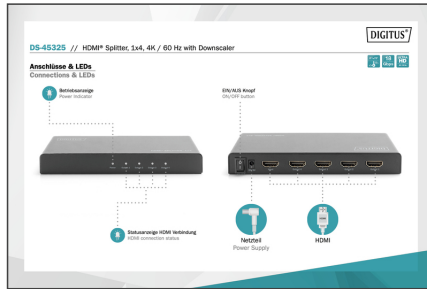 DIGITUS®
DS-45325 // HDMI® Splitter, 1x4, 4K / 60 Hz with Downscaler
Anschlüsse & LEDs
Connections & LEDs
Betriebsanzeige
Power Indicator
EIN/AUS Knopf
ON/OFF button
Statusanzeige HDMI Verbindung
HDMI connection status
Netzteil
Power Supply
HDMI